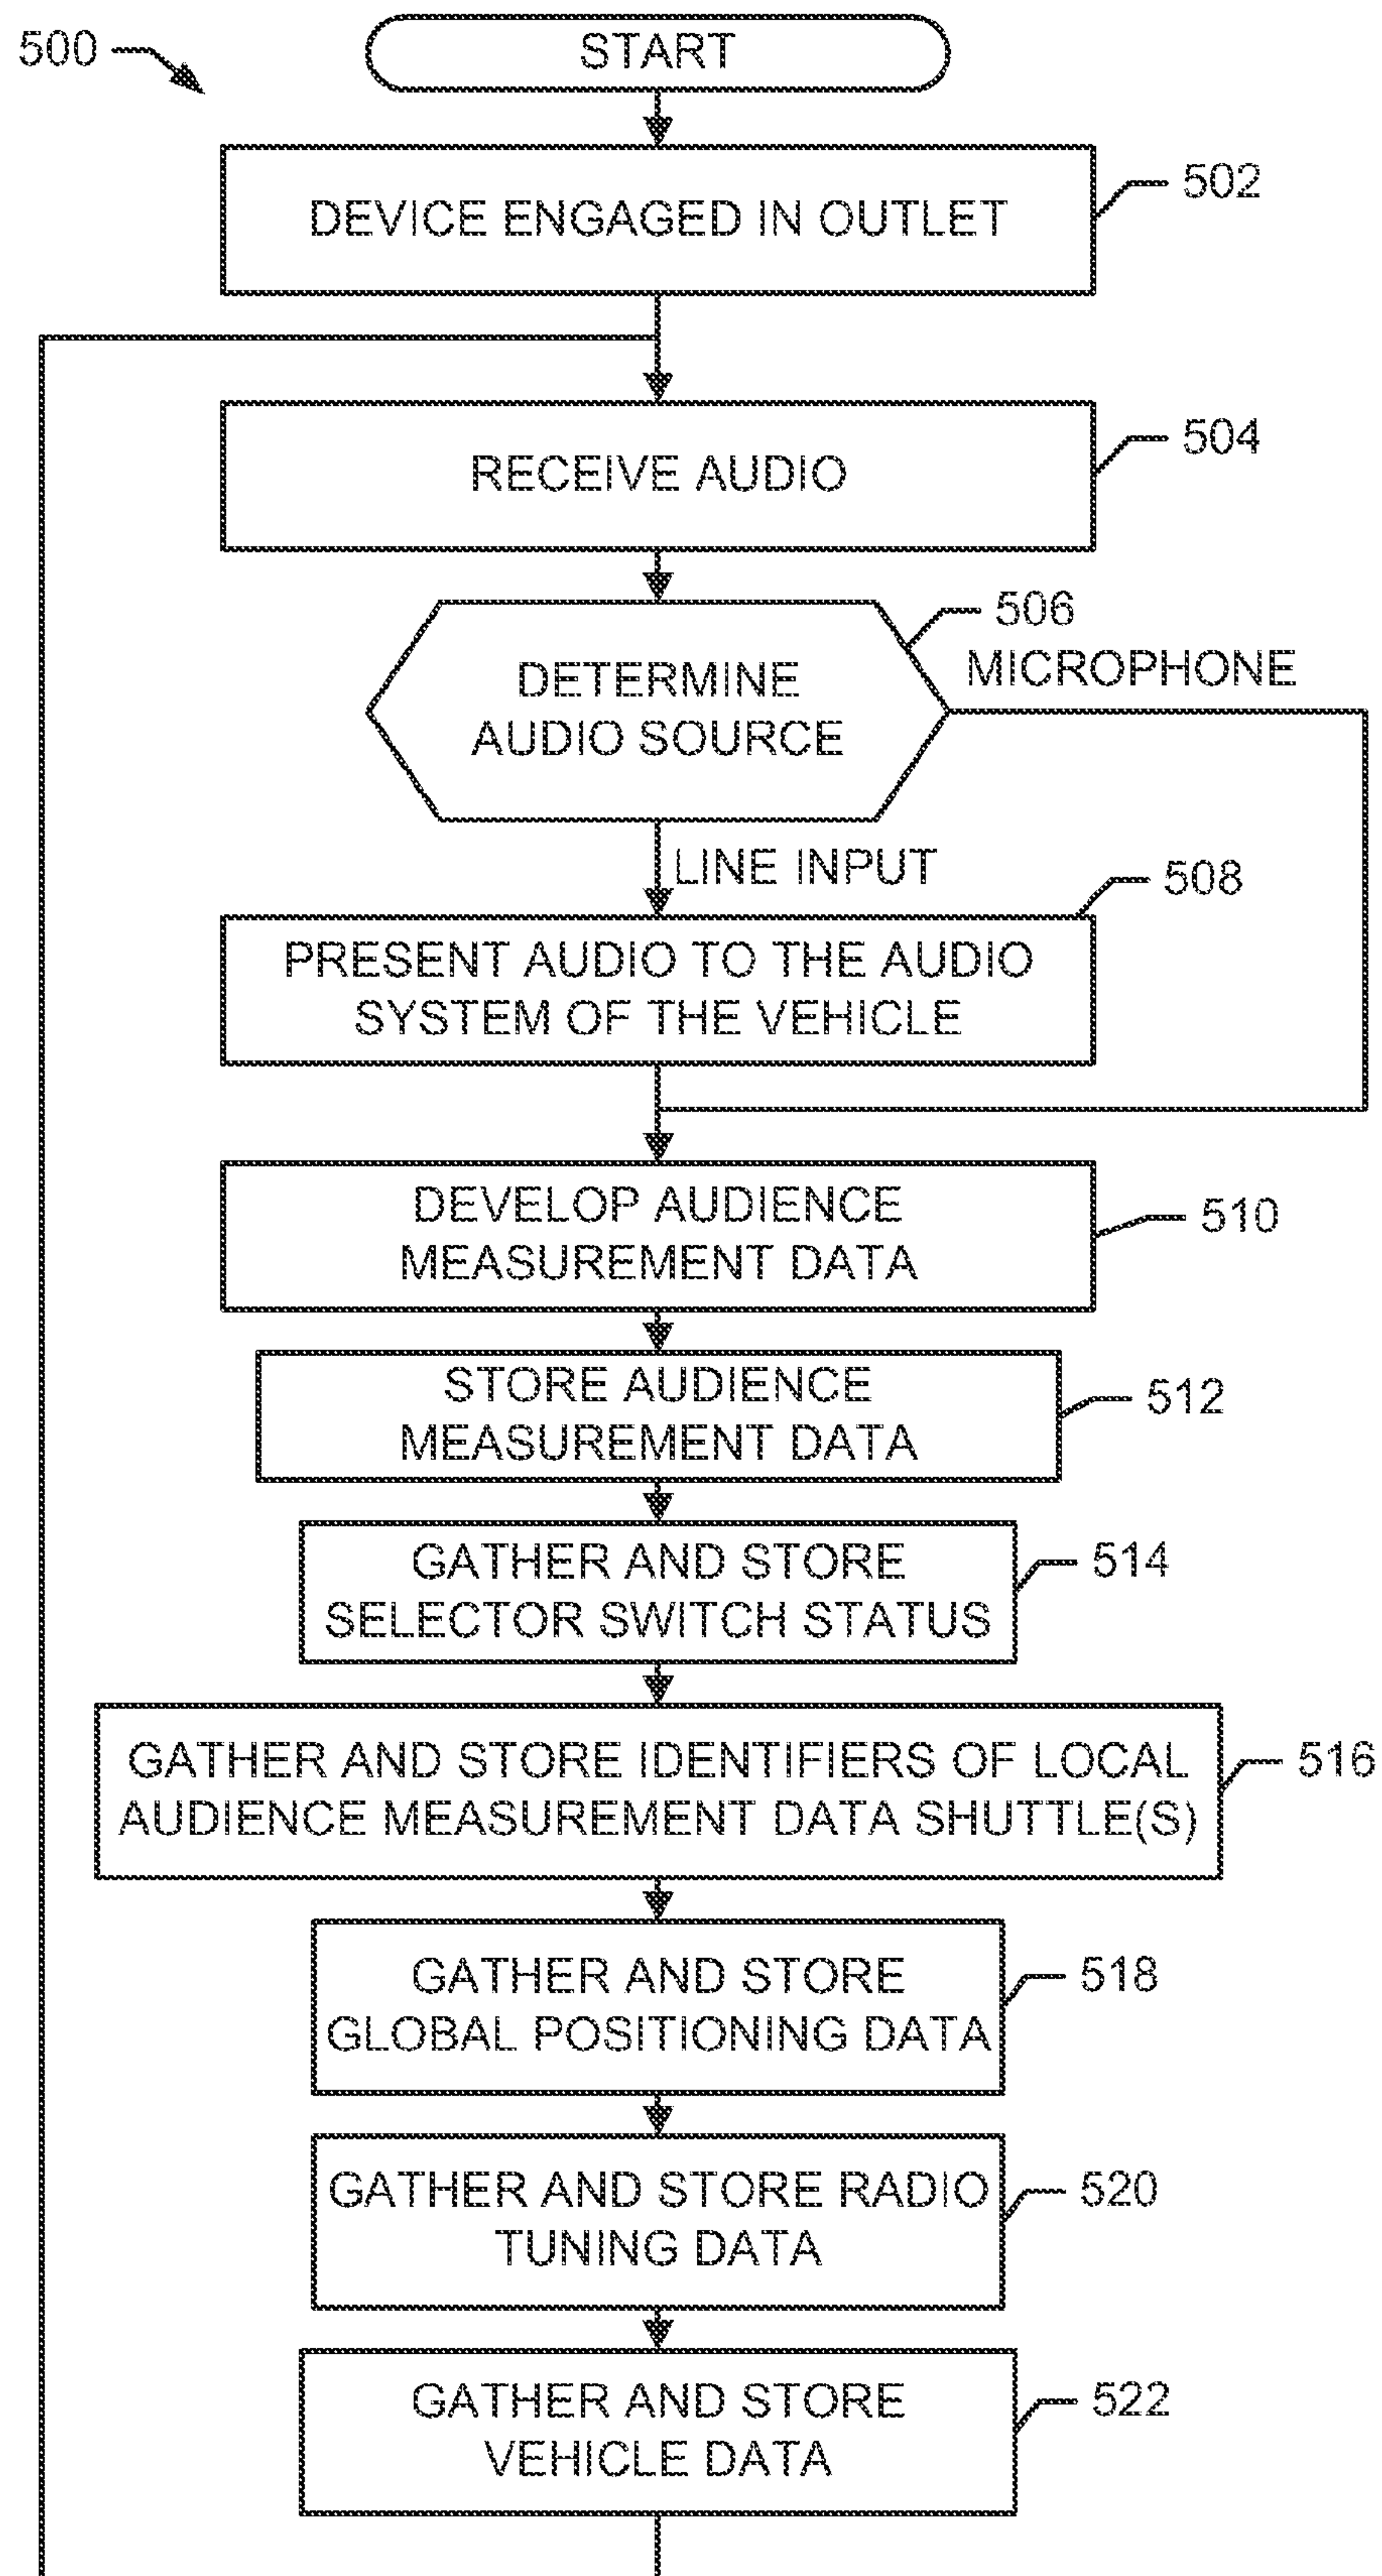 500
START
DEVICE ENGAGED IN OUTLET
502
RECEIVE AUDIO
504
DETERMINE
AUDIO SOURCE
506
MICROPHONE
LINE INPUT
508
PRESENT AUDIO TO THE AUDIO
SYSTEM OF THE VEHICLE
DEVELOP AUDIENCE
MEASUREMENT DATA
510
STORE AUDIENCE
MEASUREMENT DATA
512
GATHER AND STORE
SELECTOR SWITCH STATUS
514
GATHER AND STORE IDENTIFIERS OF LOCAL
AUDIENCE MEASUREMENT DATA SHUTTLE(S)
516
GATHER AND STORE
GLOBAL POSITIONING DATA
518
GATHER AND STORE RADIO
TUNING DATA
520
GATHER AND STORE
VEHICLE DATA
522